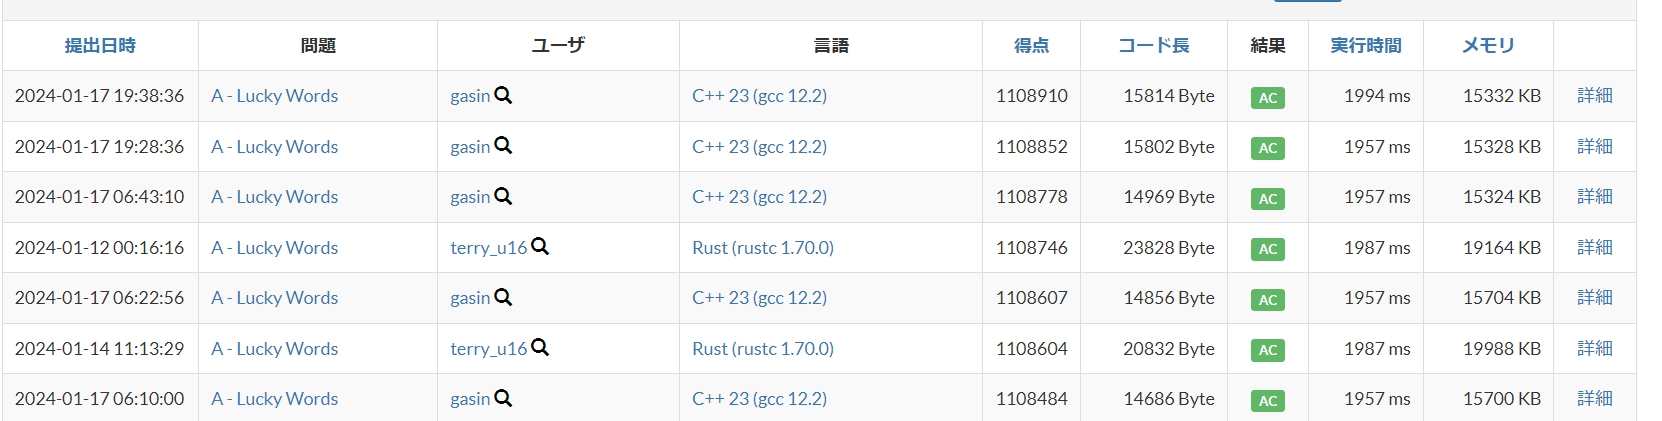 提出日時 問題 ユーザ 言語 得点 コード長 結果 実行時間 メモリ
2024-01-17 19:38:36 A - Lucky Words gasin C++ 23 (gcc 12.2) 1108910 15814 Byte AC 1994 ms 15332 KB 詳細
2024-01-17 19:28:36 A - Lucky Words gasin C++ 23 (gcc 12.2) 1108852 15802 Byte AC 1957 ms 15328 KB 詳細
2024-01-17 06:43:10 A - Lucky Words gasin C++ 23 (gcc 12.2) 1108778 14969 Byte AC 1957 ms 15324 KB 詳細
2024-01-12 00:16:16 A - Lucky Words terry_u16 Rust (rustc 1.70.0) 1108746 23828 Byte AC 1987 ms 19164 KB 詳細
2024-01-17 06:22:56 A - Lucky Words gasin C++ 23 (gcc 12.2) 1108607 14856 Byte AC 1957 ms 15704 KB 詳細
2024-01-14 11:13:29 A - Lucky Words terry_u16 Rust (rustc 1.70.0) 1108604 20832 Byte AC 1987 ms 19988 KB 詳細
2024-01-17 06:10:00 A - Lucky Words gasin C++ 23 (gcc 12.2) 1108484 14686 Byte AC 1957 ms 15700 KB 詳細